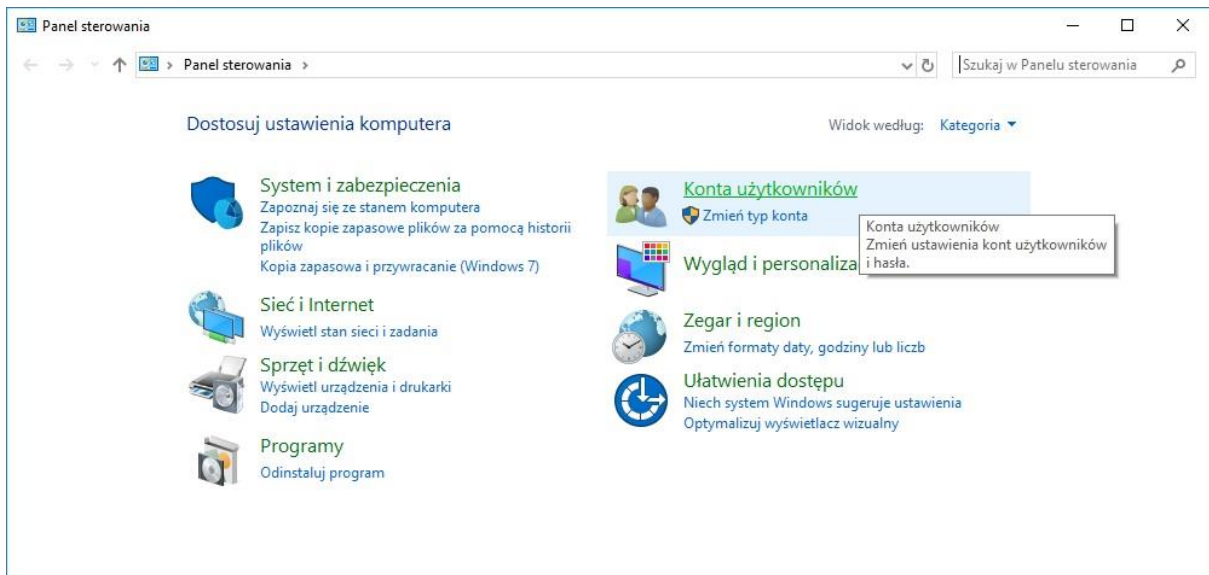 Panel sterowania
Panel sterowania
Szukaj w Panelu sterowania
Dostosuj ustawienia komputera
Widok według: Kategoria
System i zabezpieczenia
Zapoznaj się ze stanem komputera
Zapisz kopie zapasowe plików za pomocą historii
plików
Kopia zapasowa i przywracanie (Windows 7)
Sieć i Internet
Wyświetl stan sieci i zadania
Sprzęt i dźwięk
Wyświetl urządzenia i drukarki
Dodaj urządzenie
Programy
Odinstaluj program
Konta użytkowników
Zmień typ konta
Konta użytkowników
Zmień ustawienia kont użytkowników
i hasła.
Wygląd i personaliza
Zegar i region
Zmień formaty daty, godziny lub liczb
Ułatwienia dostępu
Niech system Windows sugeruje ustawienia
Optymalizuj wyświetlacz wizualny